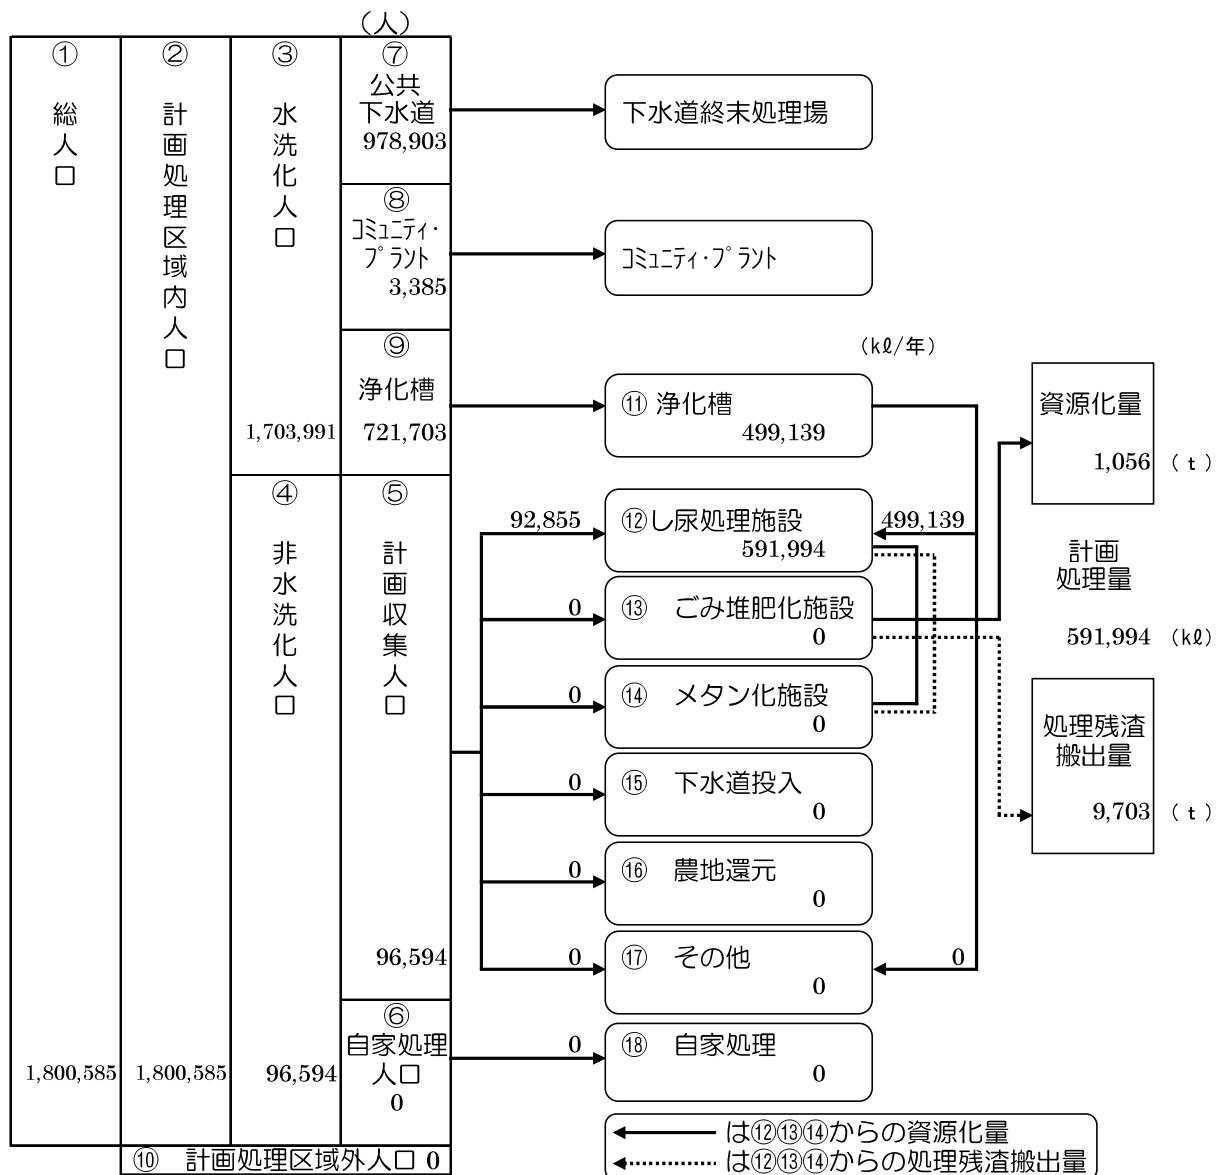 （人）
①
総人口
1,800,585
②
計画処理区域内人口
1,800,585
③
水洗化人口
1,703,991
④
非水洗化人口
96,594
⑦
公共
下水道
978,903
⑧
コミュニティ・
プラント
3,385
⑨
浄化槽
721,703
⑤
計画収集人口
96,594
⑥
自家処理
人口
0
⑩ 計画処理区域外人口 0
下水道終末処理場
コミュニティ・プラント
（kℓ/年）
⑪ 浄化槽
499,139
92,855
⑫し尿処理施設
591,994
499,139
0
⑬ ごみ堆肥化施設
0
0
⑭ メタン化施設
0
0
⑮ 下水道投入
0
0
⑯ 農地還元
0
0
⑰ その他
0
0
0
⑱ 自家処理
0
資源化量
1,056 （ｔ）
計画
処理量
591,994 （kℓ）
処理残渣
搬出量
9,703 （ｔ）
は⑫⑬⑭からの資源化量
は⑫⑬⑭からの処理残渣搬出量